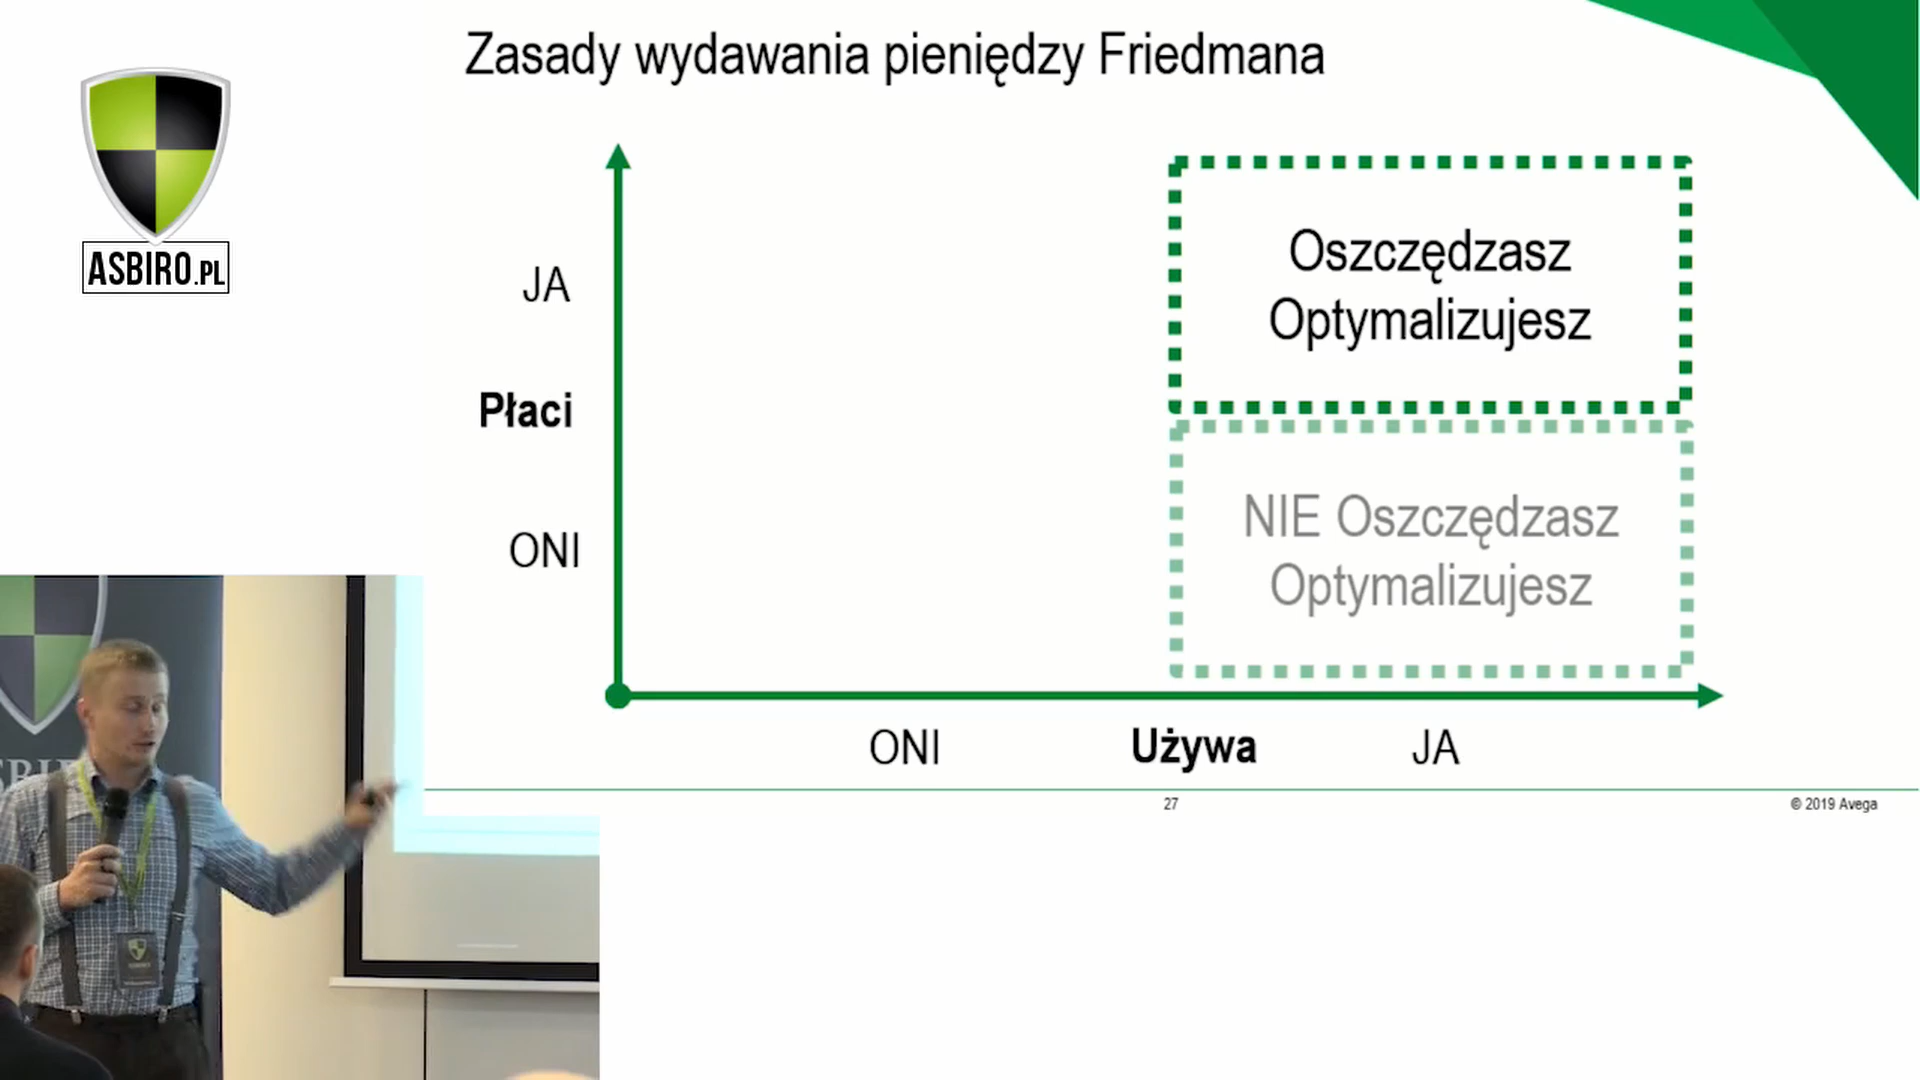 Zasady wydawania pieniędzy Friedmana
ASBIRO.PL
JA
Płaci
ONI
Oszczędzasz
Optymalizujesz
NIE Oszczędzasz
Optymalizujesz
ONI
Używa
JA
27
© 2019 Avega